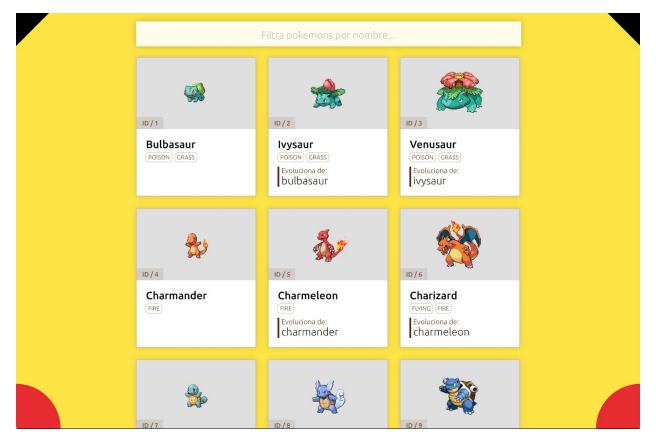 Filtra pokemons por nombre...
ID / 1
Bulbasaur
POISON GRASS
ID / 2
Ivysaur
POISON GRASS
Evoluciona de:
bulbasaur
ID / 3
Venusaur
POISON GRASS
Evoluciona de:
ivysaur
ID / 4
Charmander
FIRE
ID / 5
Charmeleon
FIRE
Evoluciona de:
charmander
ID / 6
Charizard
FLYING FIRE
Evoluciona de:
charmeleon
ID / 7
ID / 8
ID / 9